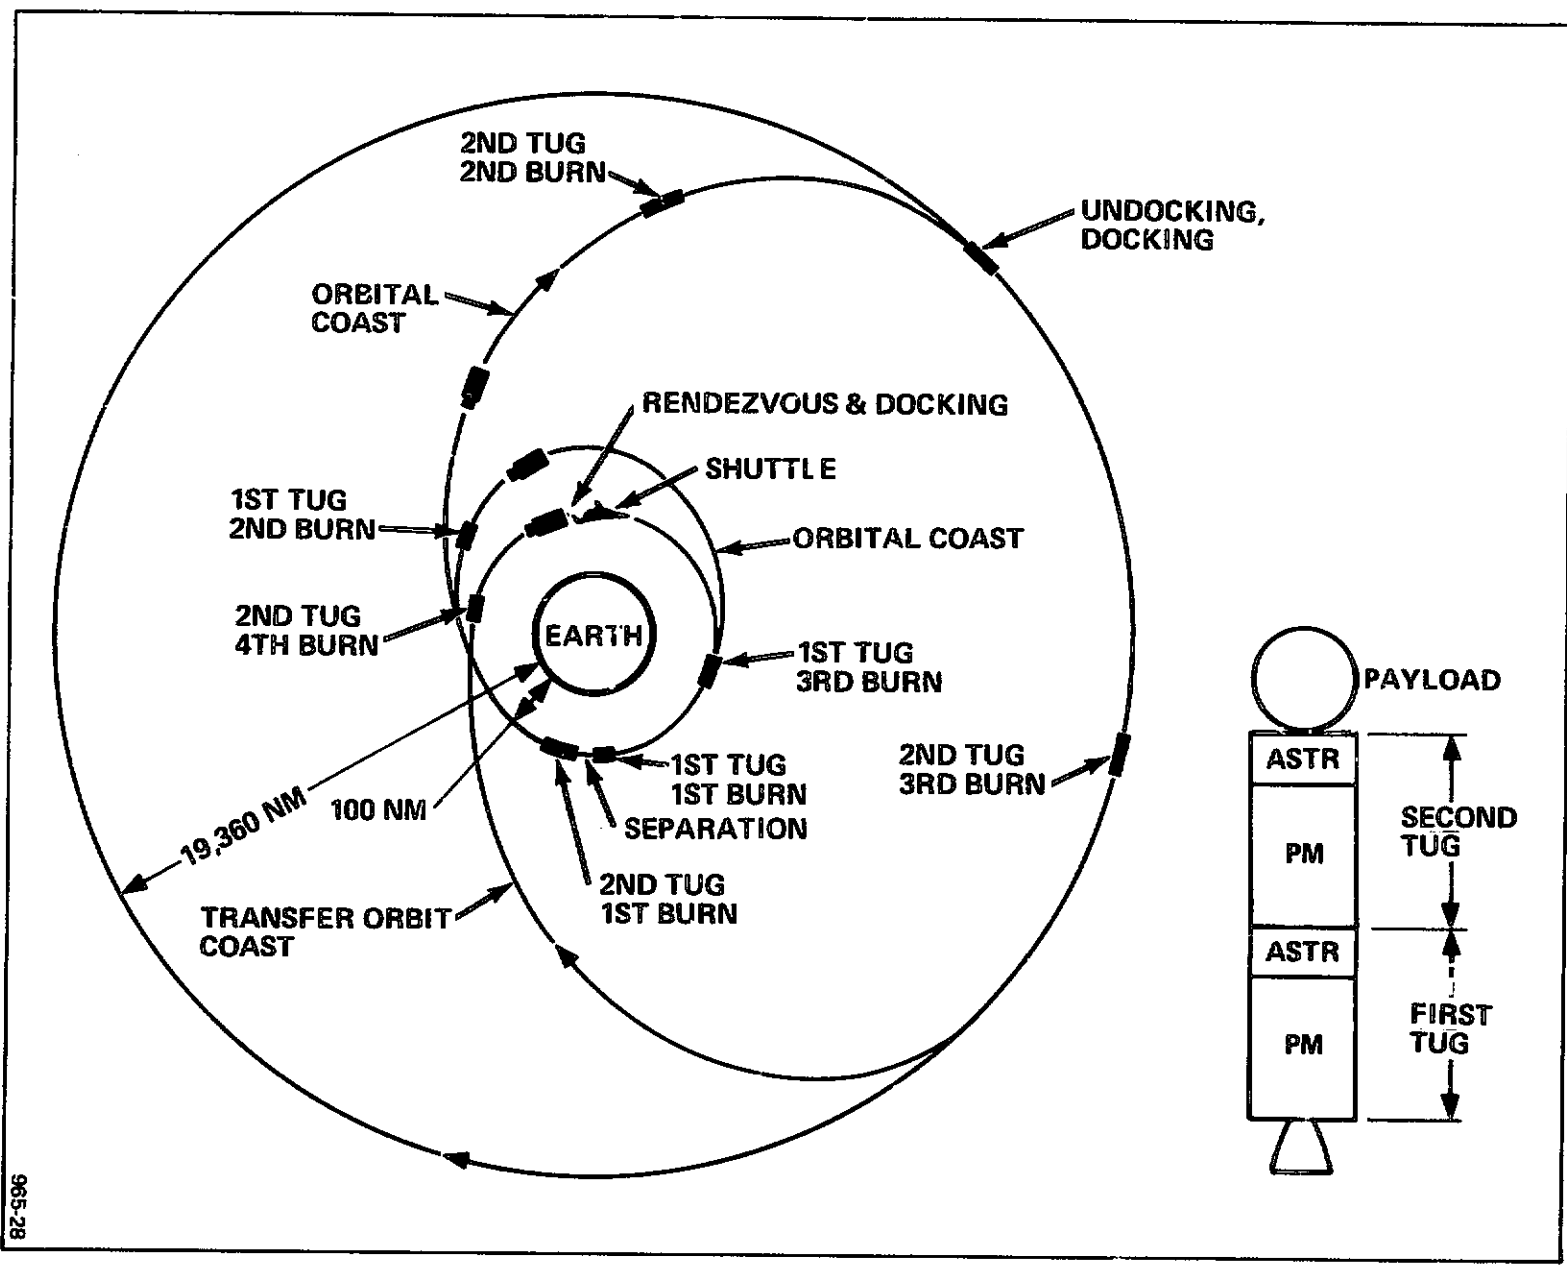 2ND TUG
2ND BURN
UNDOCKING,
DOCKING
ORBITAL
COAST
RENDEZVOUS & DOCKING
SHUTTLE
1ST TUG
2ND BURN
ORBITAL COAST
2ND TUG
4TH BURN
EARTH
1ST TUG
3RD BURN
PAYLOAD
2ND TUG
3RD BURN
1ST TUG
1ST BURN
SEPARATION
100 NM
19,360 NM
2ND TUG
1ST BURN
TRANSFER ORBIT
COAST
ASTR
PM
SECOND
TUG
ASTR
PM
FIRST
TUG
965-28